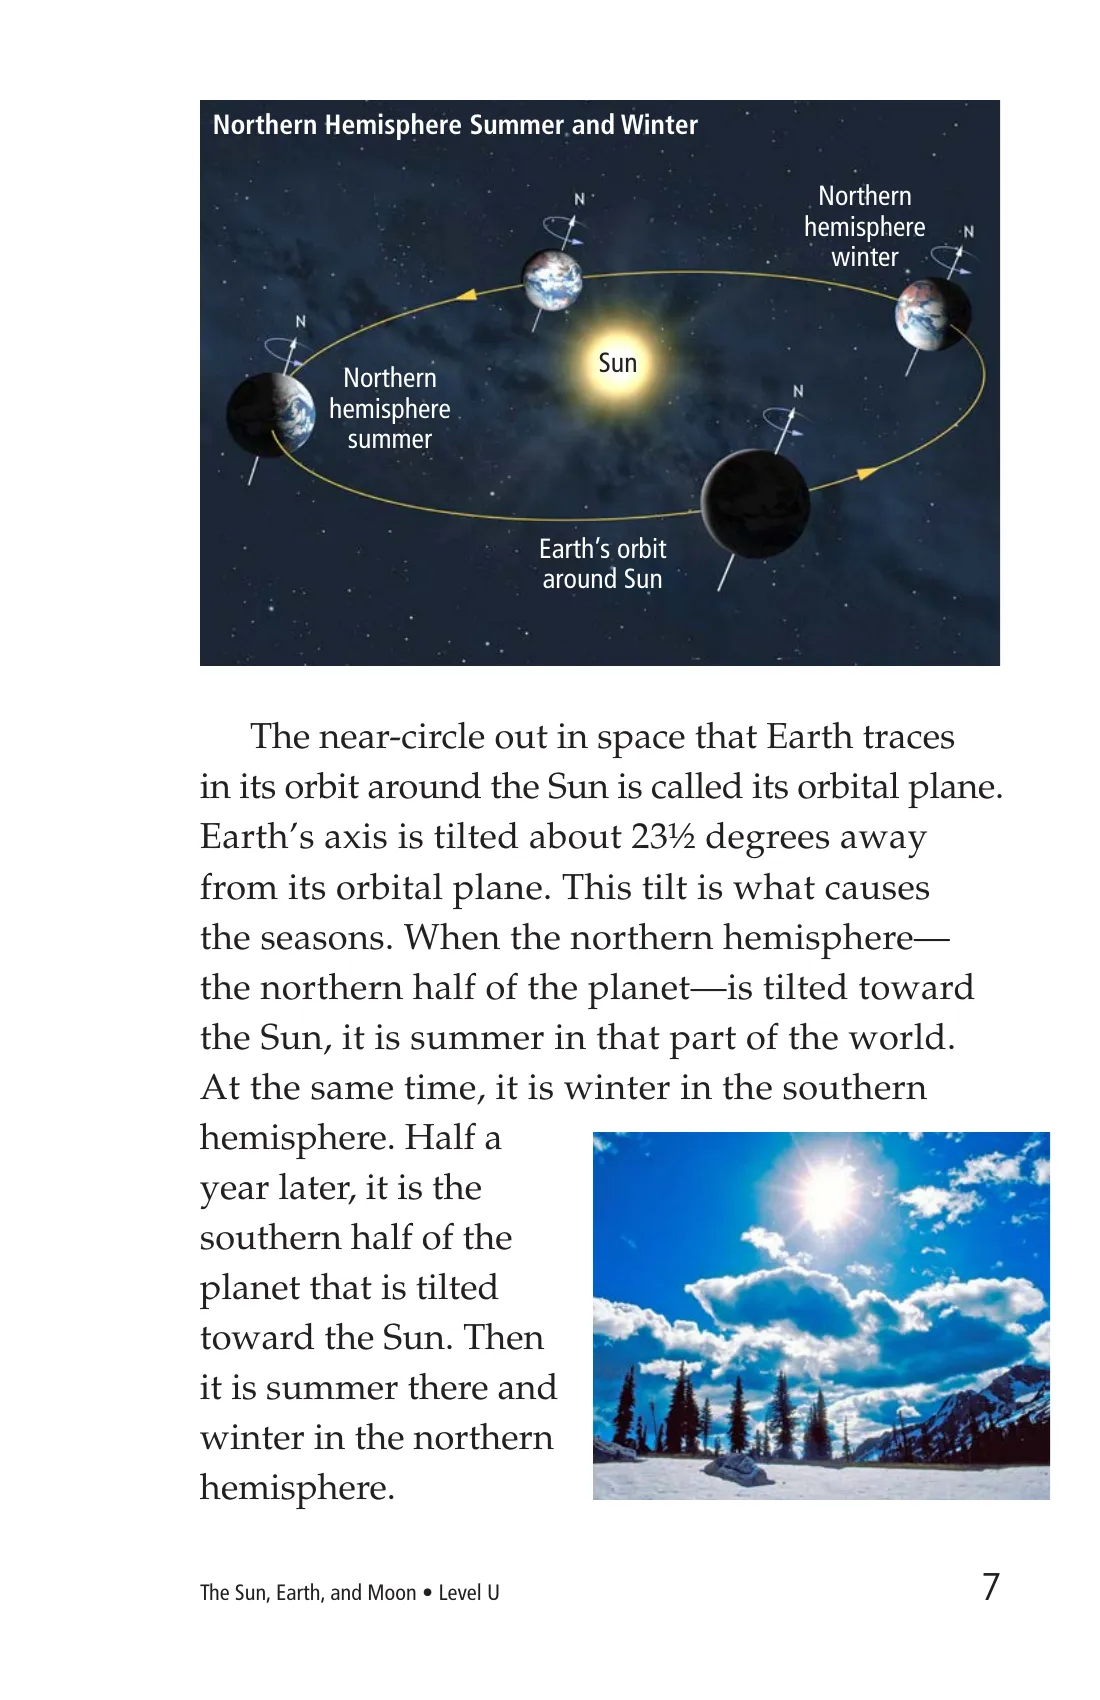 Northern Hemisphere Summer and Winter
N
Northern
hemisphere
winter
N
N
Northern
hemisphere
summer
Sun
N
Earth’s orbit
around Sun
The near-circle out in space that Earth traces
in its orbit around the Sun is called its orbital plane.
Earth’s axis is tilted about 23½ degrees away
from its orbital plane. This tilt is what causes
the seasons. When the northern hemisphere—
the northern half of the planet—is tilted toward
the Sun, it is summer in that part of the world.
At the same time, it is winter in the southern
hemisphere. Half a
year later, it is the
southern half of the
planet that is tilted
toward the Sun. Then
it is summer there and
winter in the northern
hemisphere.
The Sun, Earth, and Moon • Level U
7